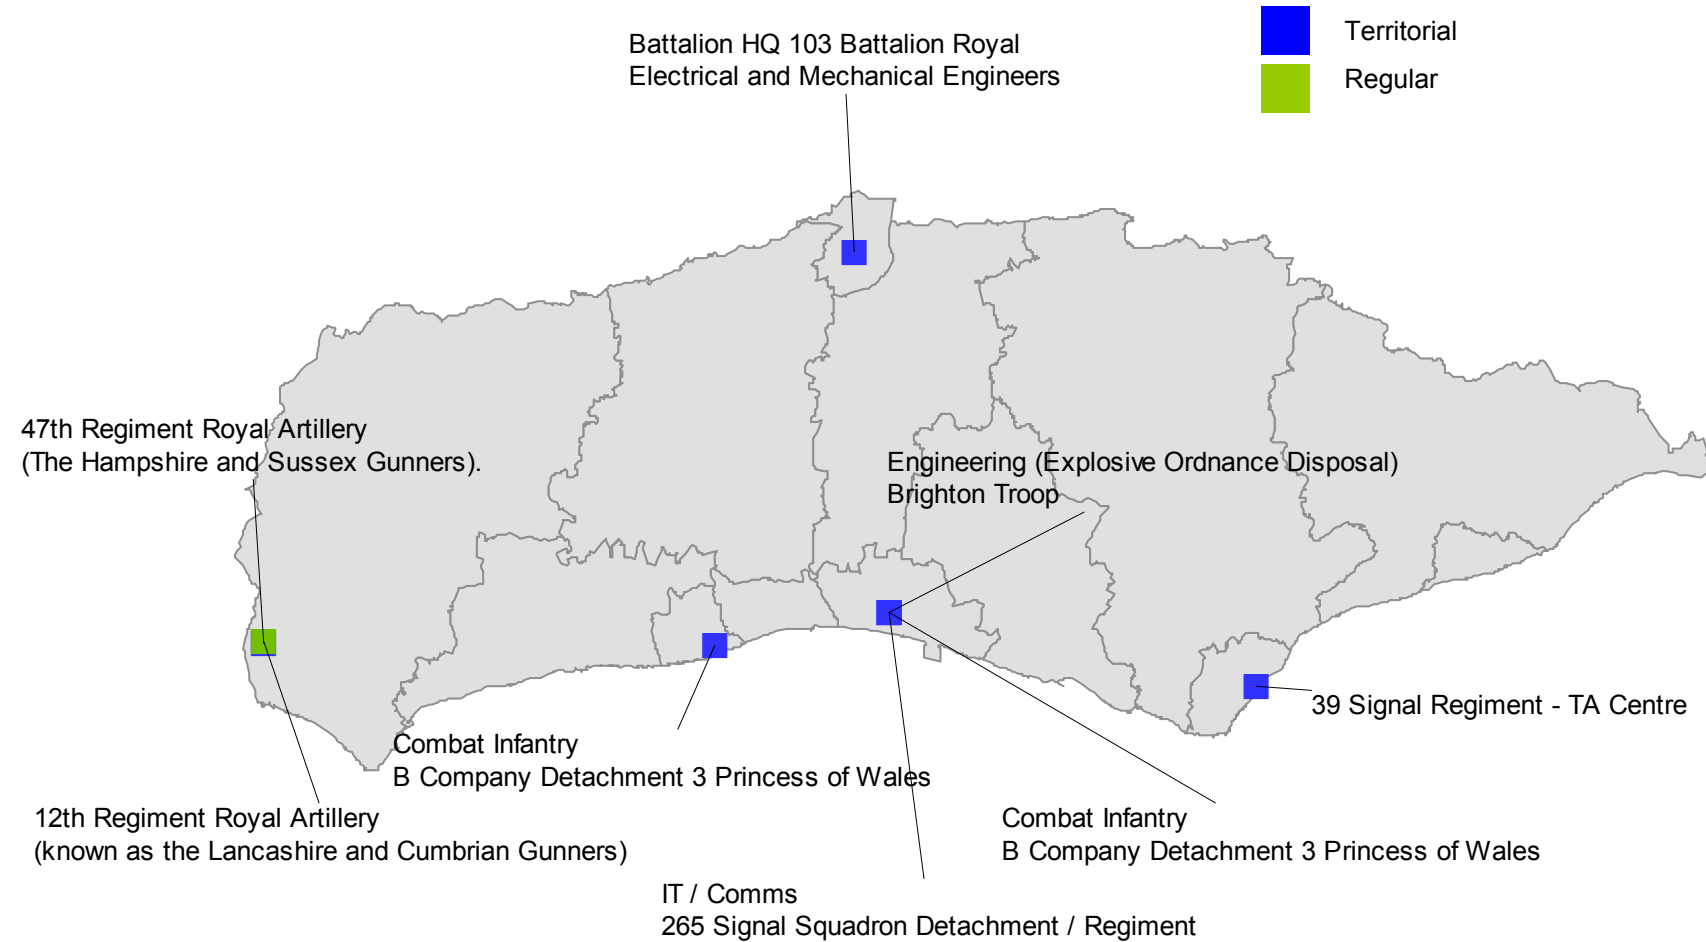 Battalion HQ 103 Battalion Royal
Electrical and Mechanical Engineers
Territorial
Regular
47th Regiment Royal Artillery
(The Hampshire and Sussex Gunners).
Engineering (Explosive Ordnance Disposal)
Brighton Troop
39 Signal Regiment - TA Centre
Combat Infantry
B Company Detachment 3 Princess of Wales
12th Regiment Royal Artillery
(known as the Lancashire and Cumbrian Gunners)
Combat Infantry
B Company Detachment 3 Princess of Wales
IT / Comms
265 Signal Squadron Detachment / Regiment